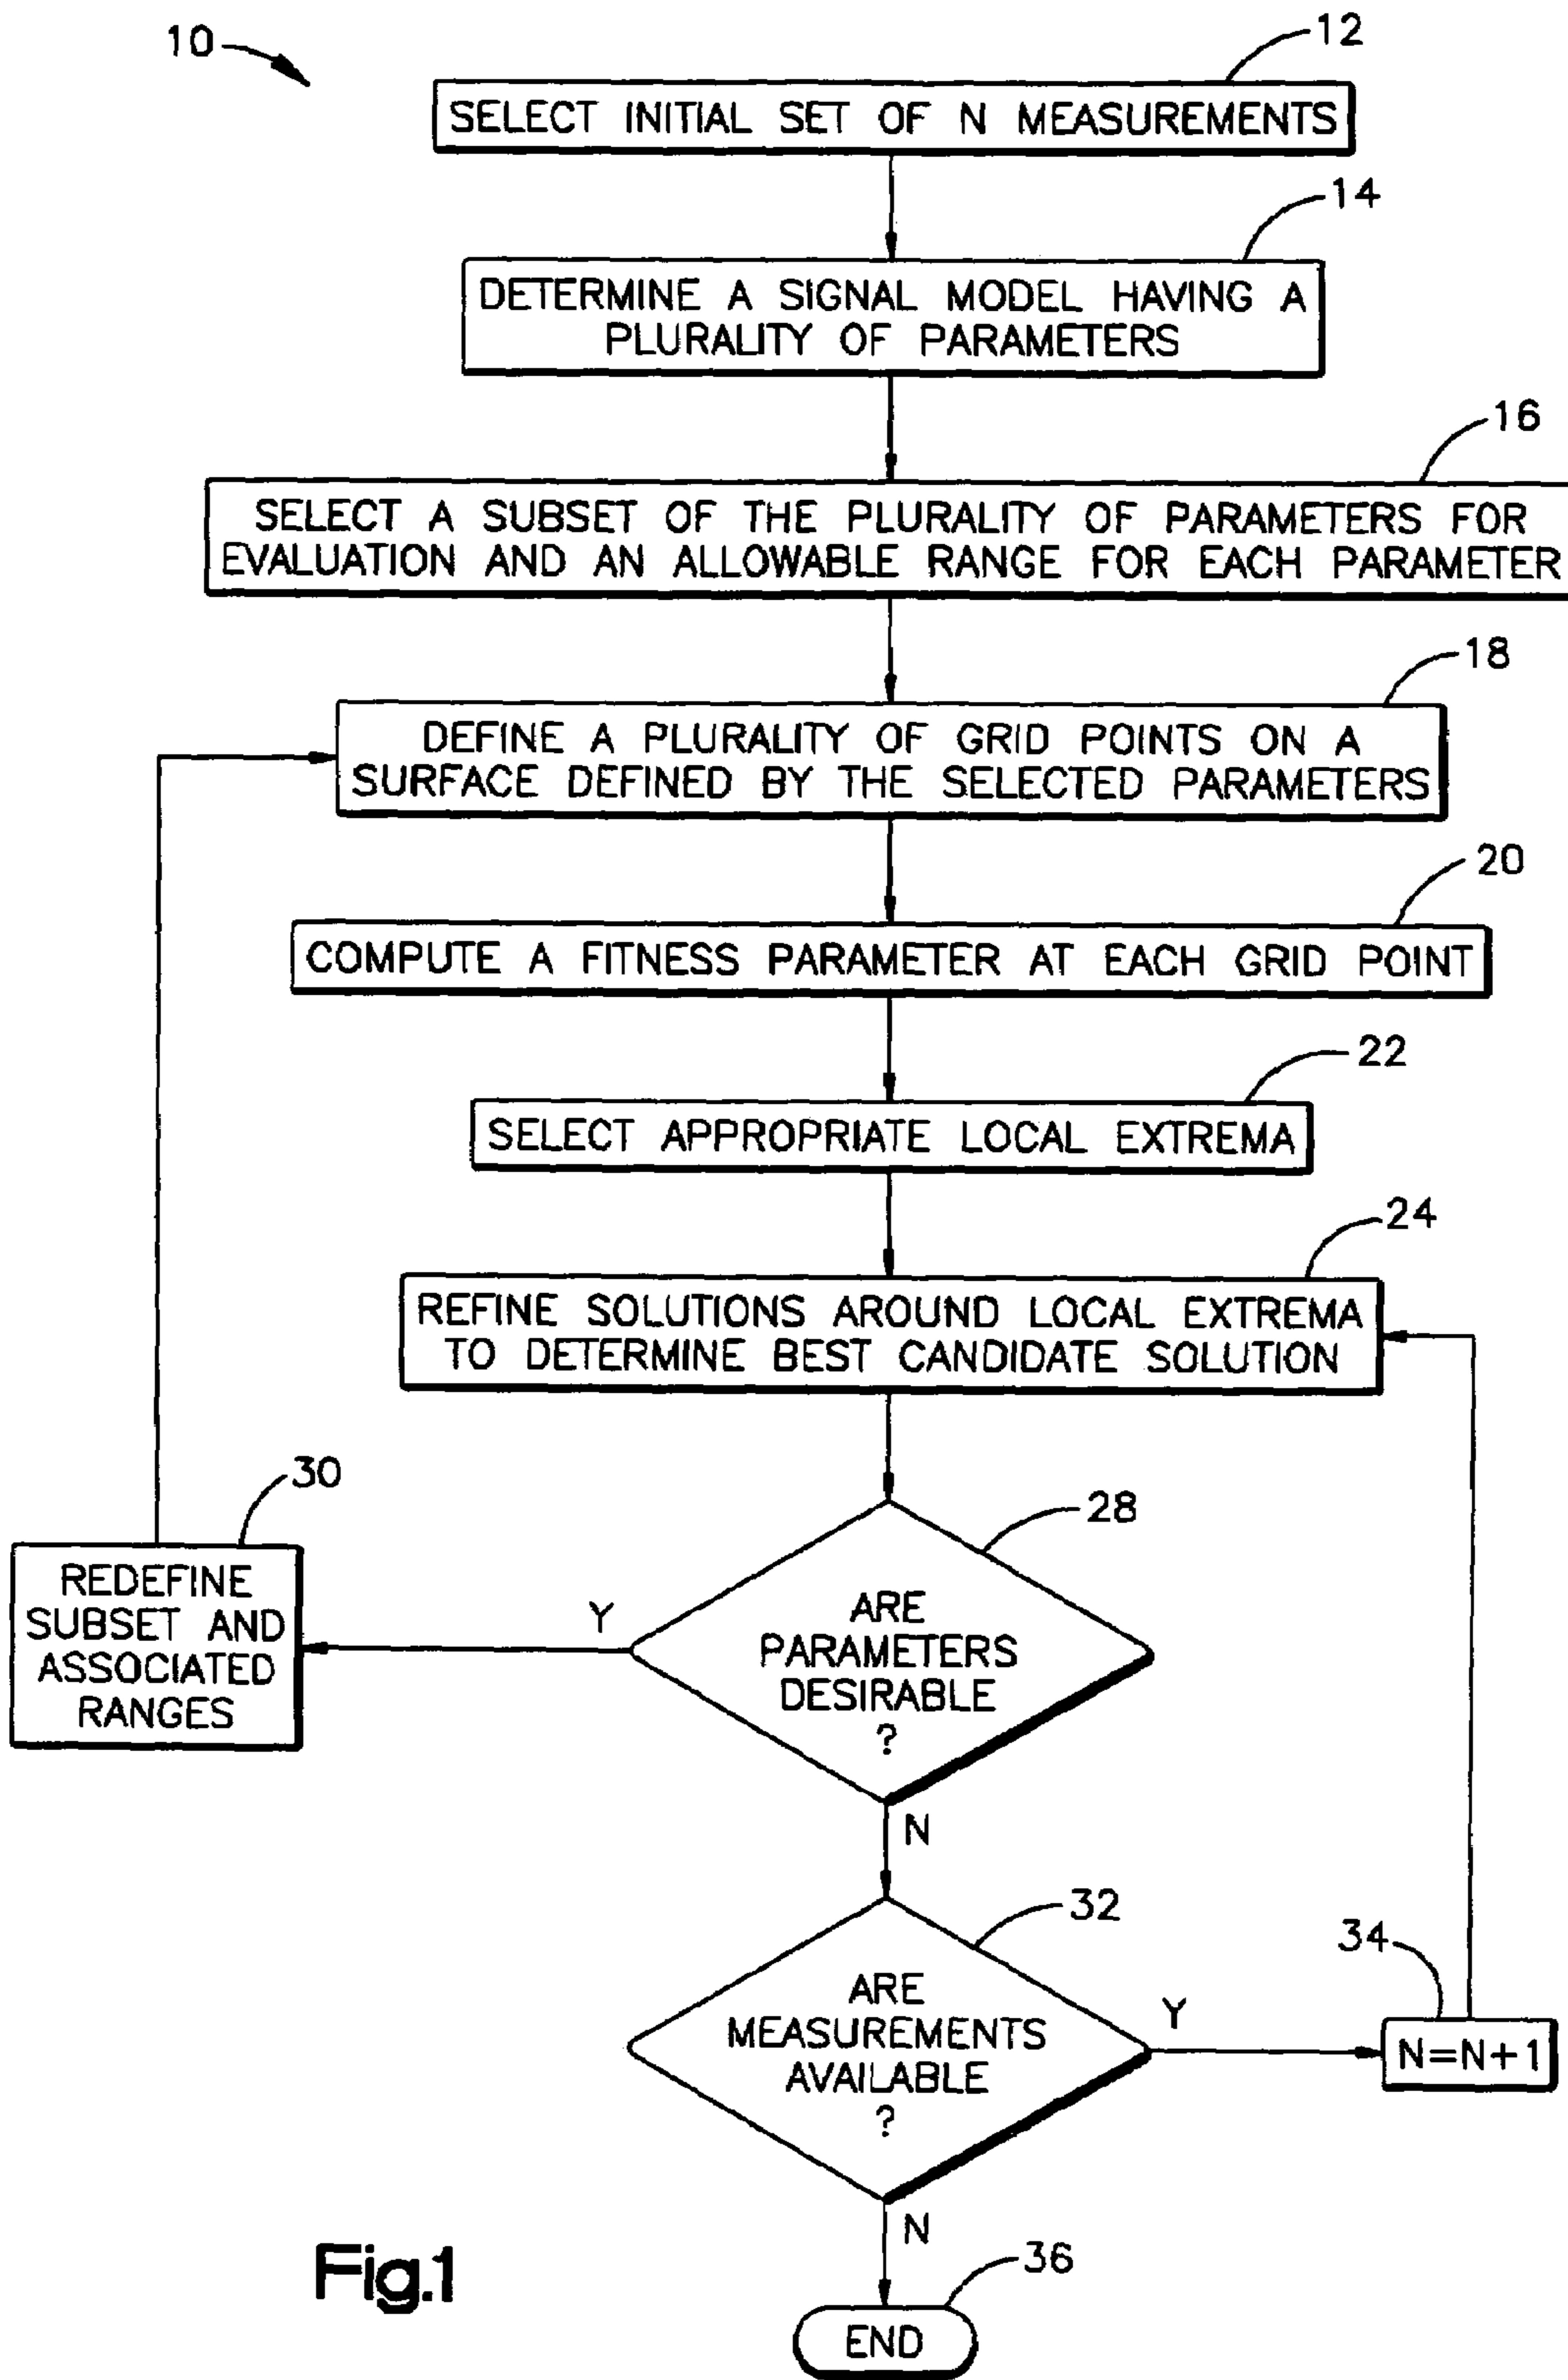 10
12
SELECT INITIAL SET OF N MEASUREMENTS
14
DETERMINE A SIGNAL MODEL HAVING A
PLURALITY OF PARAMETERS
16
SELECT A SUBSET OF THE PLURALITY OF PARAMETERS FOR
EVALUATION AND AN ALLOWABLE RANGE FOR EACH PARAMETER
18
DEFINE A PLURALITY OF GRID POINTS ON A
SURFACE DEFINED BY THE SELECTED PARAMETERS
20
COMPUTE A FITNESS PARAMETER AT EACH GRID POINT
22
SELECT APPROPRIATE LOCAL EXTREMA
24
REFINE SOLUTIONS AROUND LOCAL EXTREMA
TO DETERMINE BEST CANDIDATE SOLUTION
30
REDEFINE
SUBSET AND
ASSOCIATED
RANGES
28
Y
ARE
PARAMETERS
DESIRABLE
?
N
32
ARE
MEASUREMENTS
AVAILABLE
?
Y
34
N=N+1
N
36
END
Fig.1